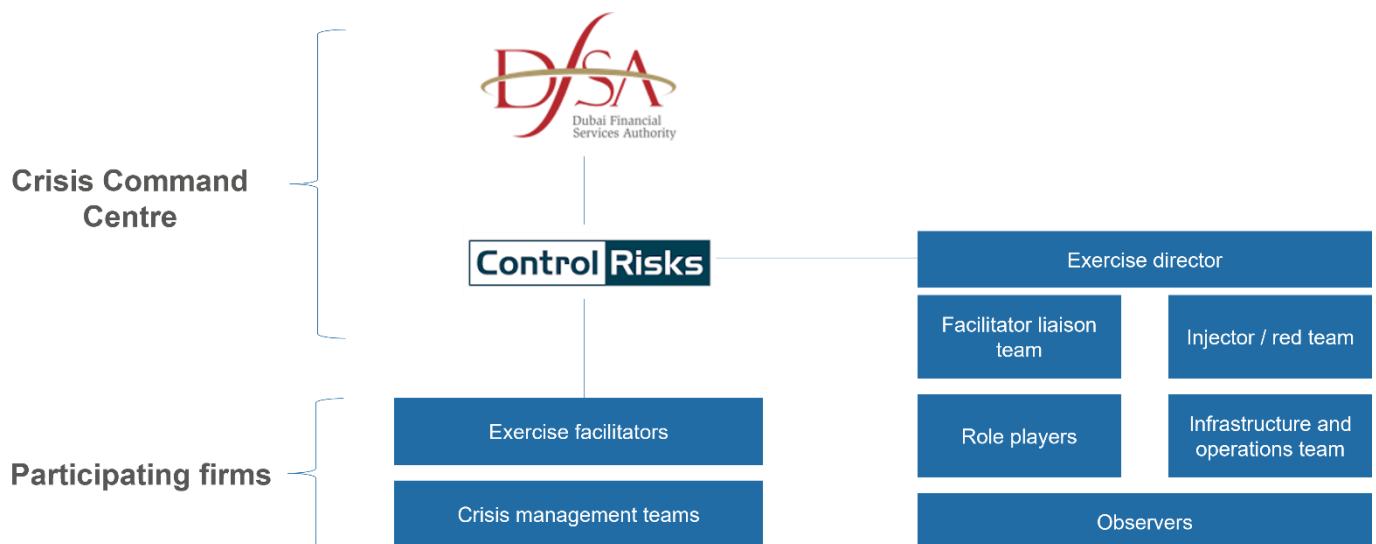 DFSA
Dubai Financial
Services Authority
Crisis Command
Centre
Control Risks
Exercise director
Facilitator liaison
team
Injector / red team
Role players
Infrastructure and
operations team
Observers
Participating firms
Exercise facilitators
Crisis management teams